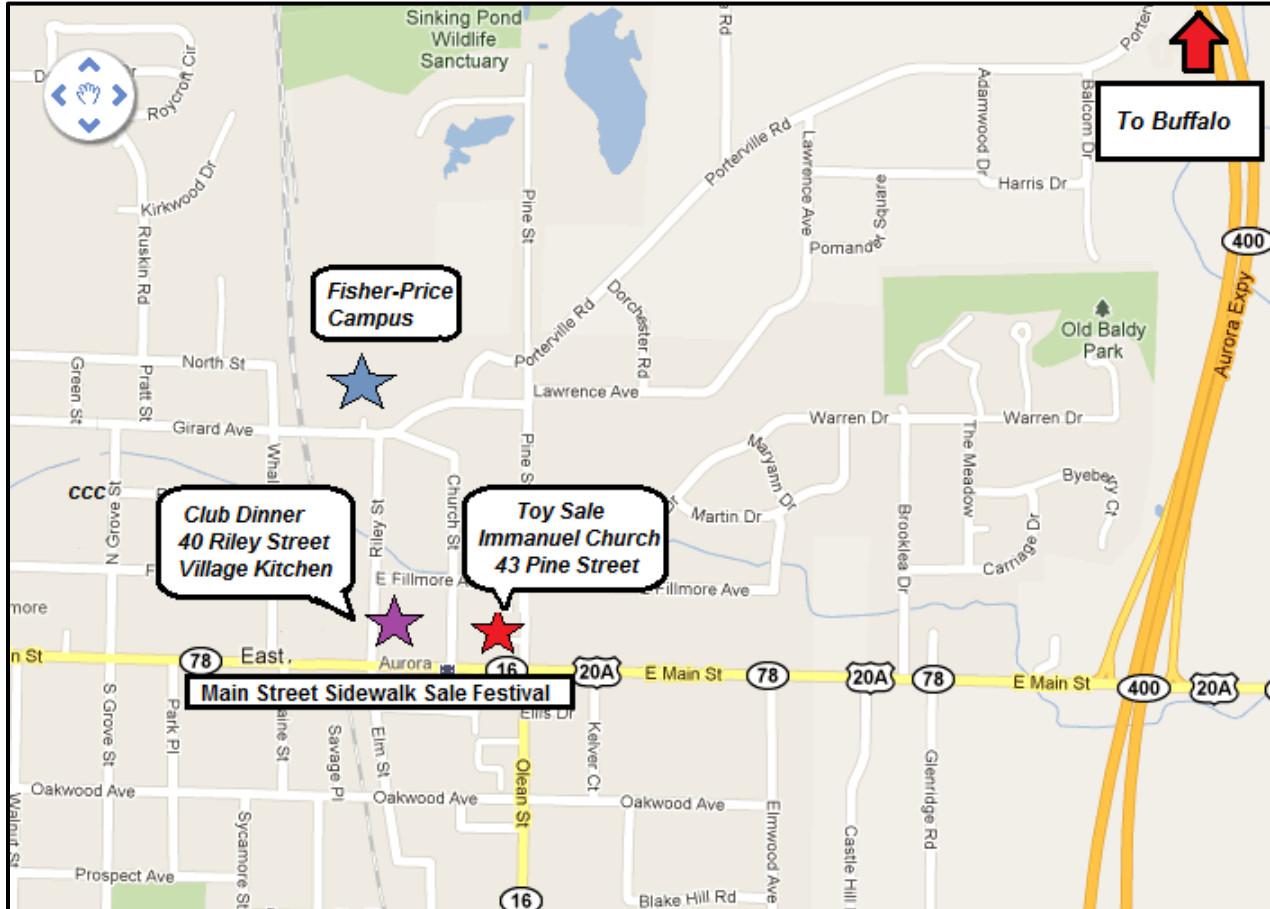 Sinking Pond
Wildlife
Sanctuary
To Buffalo
Roycroft Cir
Kirkwood Dr
Ruskin Rd
Pine St
Porterville Rd
Lawrence Ave
Adamwood Dr
Balcom Dr
Harris Dr
Pomander Square
400
Aurora Expy
Fisher-Price
Campus
Dorchester Rd
Porterville Rd
Old Baldy
Park
North St
Green St
Pratt St
Lawrence Ave
Girard Ave
Warren Dr
Warren Dr
The Meadow
Maryann Dr
Church St
Martin Dr
Brooklea Dr
Carriage Dr
CCC
N Grove St
Riley St
Club Dinner
40 Riley Street
Village Kitchen
Toy Sale
Immanuel Church
43 Pine Street
E Fillmore
Fillmore Ave
more
n St
78
East
Aurora
16
20A
E Main St
78
20A
78
E Main St
400
20A
Main Street Sidewalk Sale Festival
Ellis Dr
S Grove St
Park Pl
Savage Pl
Elm St
Kelver Ct
Olean St
Glenridge Rd
Oakwood Ave
Oakwood Ave
Oakwood Ave
Walnut St
Sycamore St
Elmwood Ave
Castle Hill
Prospect Ave
16
Blake Hill Rd